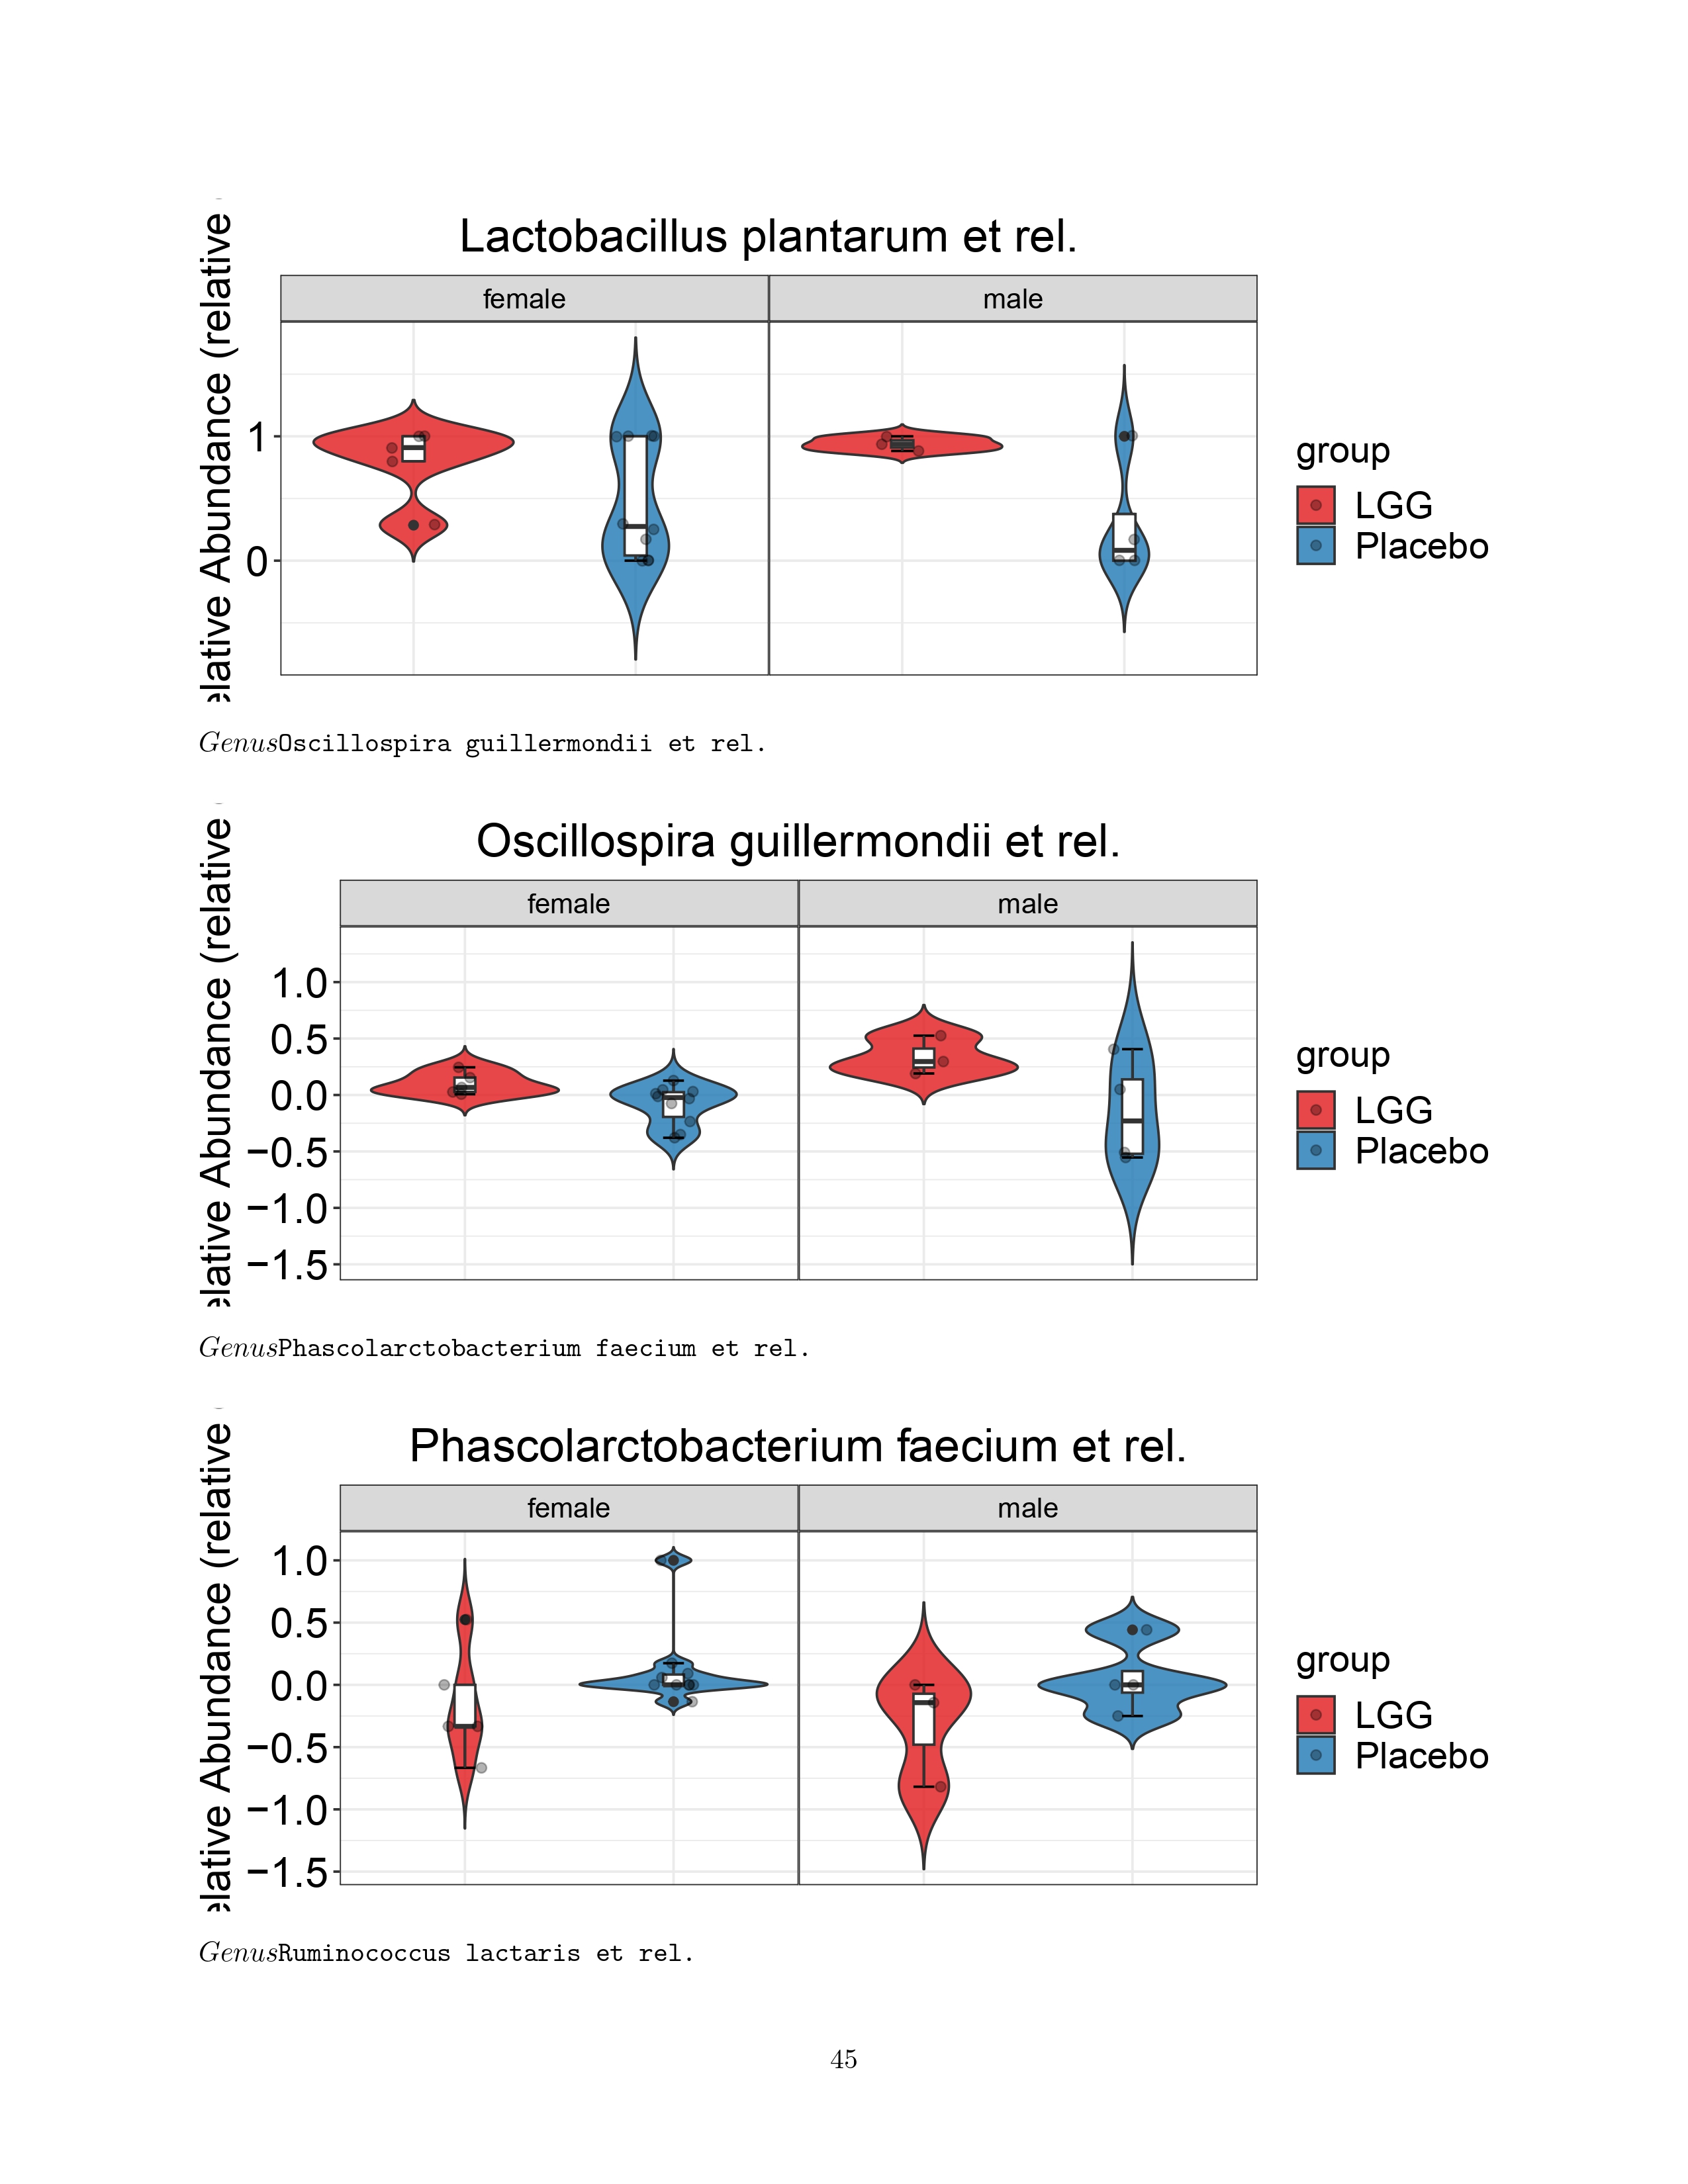 Lactobacillus plantarum et rel.
elative Abundance (relative
female male
1
0
group
LGG
Placebo
GenusOscillospira guillermondii et rel.
Oscillospira guillermondii et rel.
elative Abundance (relative
female male
1.0
0.5
0.0
−0.5
−1.0
−1.5
group
LGG
Placebo
GenusPhascolarctobacterium faecium et rel.
Phascolarctobacterium faecium et rel.
elative Abundance (relative
female male
1.0
0.5
0.0
−0.5
−1.0
−1.5
group
LGG
Placebo
GenusRuminococcus lactaris et rel.
45